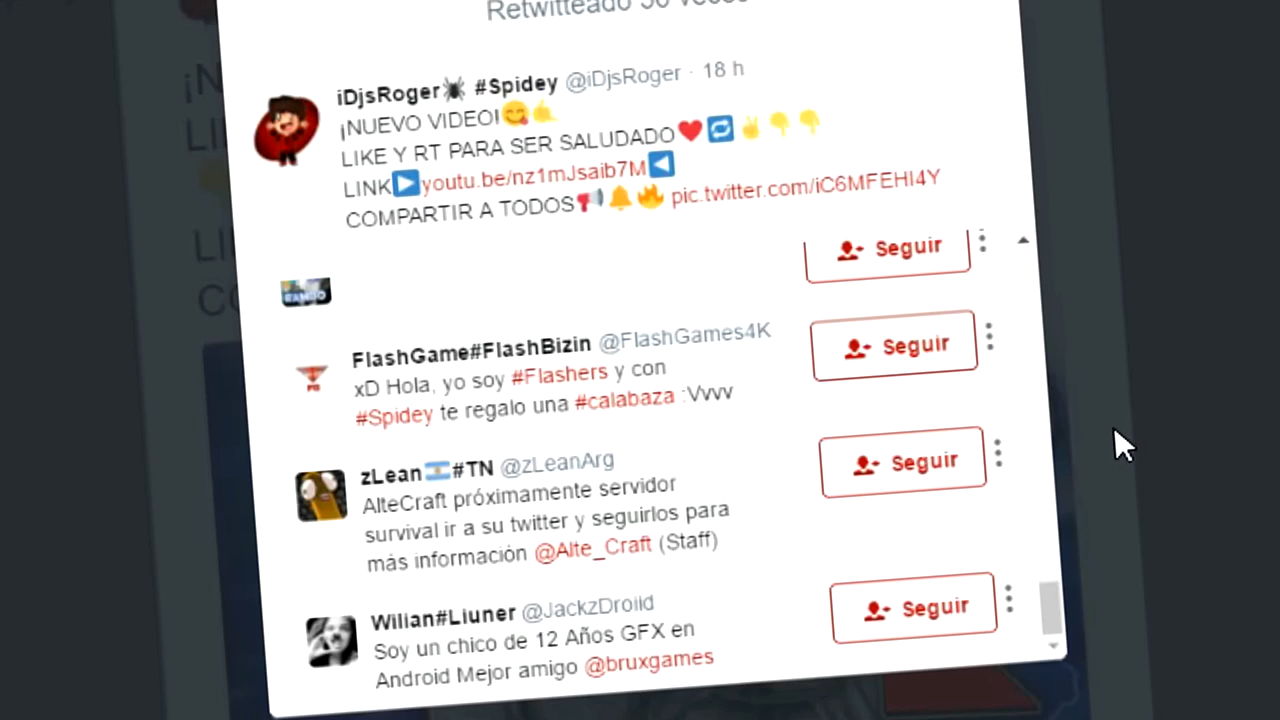 Retwitteado 50 veces
iDjsRoger🕷 #Spidey @iDjsRoger · 18 h
¡NUEVO VIDEO!😋🤙
LIKE Y RT PARA SER SALUDADO❤🔁✌👇👇
LINK▶youtu.be/nz1mJsaib7M◀
COMPARTIR A TODOS📢🔔🔥 pic.twitter.com/iC6MFEHI4Y
Seguir
FlashGame#FlashBizin @FlashGames4K
xD Hola, yo soy #Flashers y con
#Spidey te regalo una #calabaza :Vvvv
Seguir
zLean🇦🇷#TN @zLeanArg
AlteCraft próximamente servidor
survival ir a su twitter y seguirlos para
más información @Alte_Craft (Staff)
Seguir
Wilian#Liuner @JackzDroiid
Soy un chico de 12 Años GFX en
Android Mejor amigo @bruxgames
Seguir